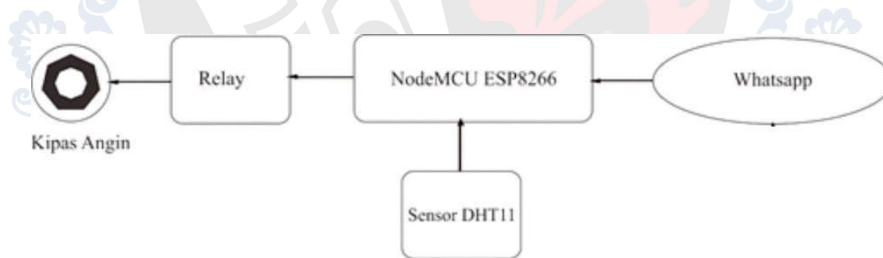 Relay
NodeMCU ESP8266
Whatsapp
Kipas Angin
Sensor DHT11